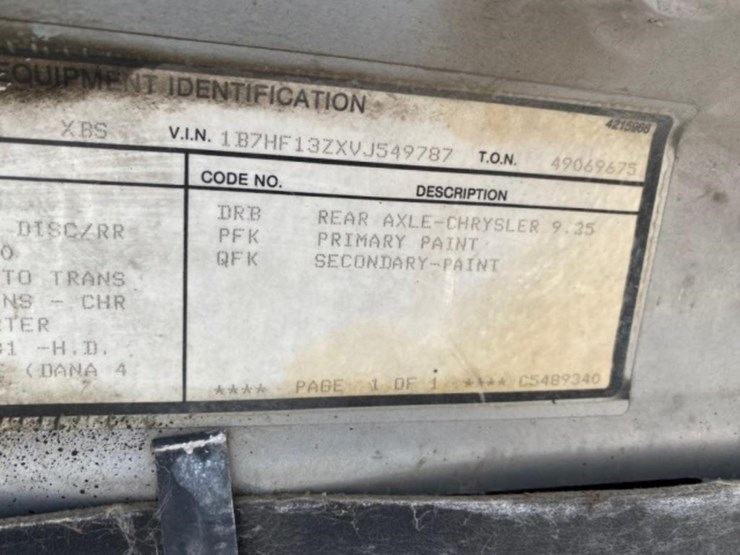 EQUIPMENT IDENTIFICATION
4215966
XBS V.I.N. 1B7HF13ZXVJ549787 T.O.N. 49069675
CODE NO. DESCRIPTION
DRB REAR AXLE-CHRYSLER 9.25
PFK PRIMARY PAINT
QFK SECONDARY-PAINT
DISC/RR
O
TO TRANS
NS - CHR
TER
-H.D.
(DANA 4
**** PAGE 1 OF 1 **** C5489340